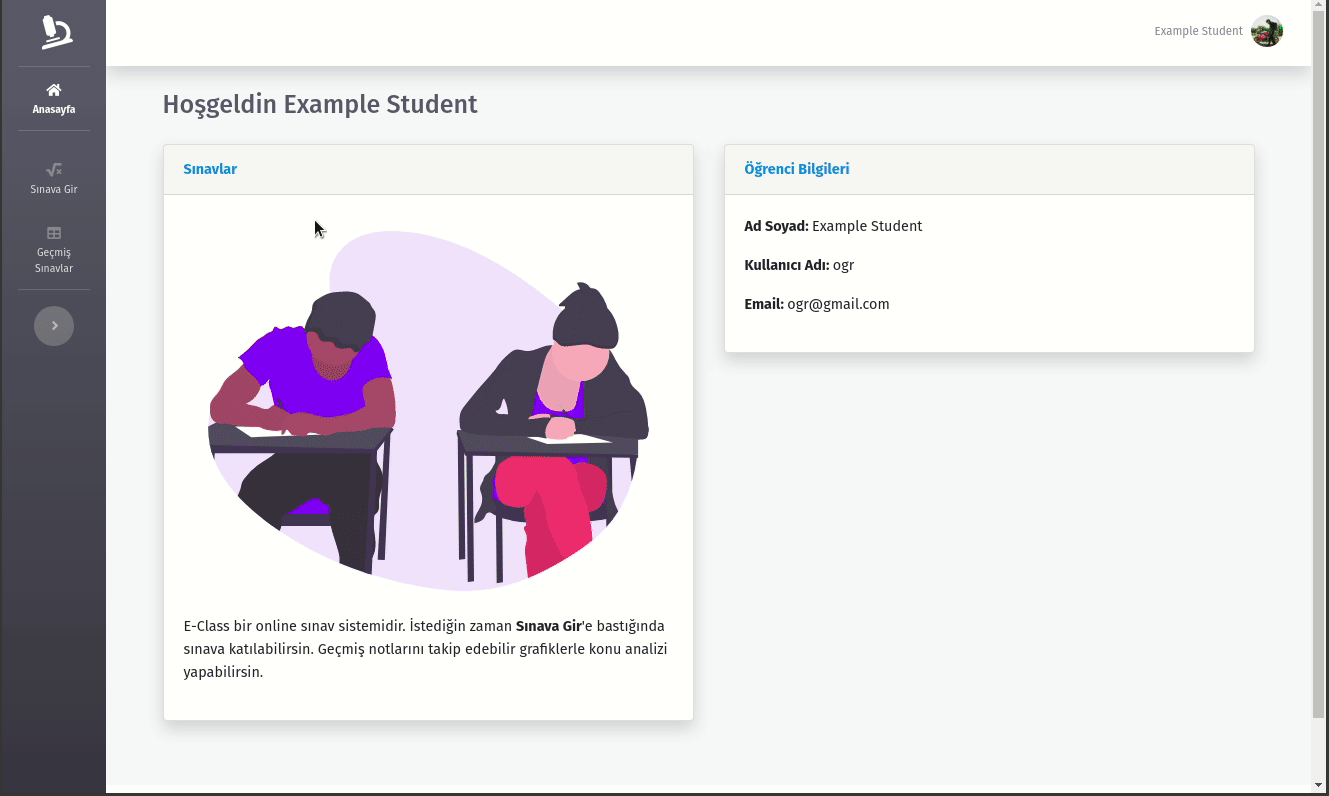 Example Student
Anasayfa
Sınava Gir
Geçmiş
Sınavlar
Hoşgeldin Example Student
Sınavlar
E-Class bir online sınav sistemidir. İstediğin zaman Sınava Gir'e bastığında
sınava katılabilirsin. Geçmiş notlarını takip edebilir grafiklerle konu analizi
yapabilirsin.
Öğrenci Bilgileri
Ad Soyad: Example Student
Kullanıcı Adı: ogr
Email: ogr@gmail.com